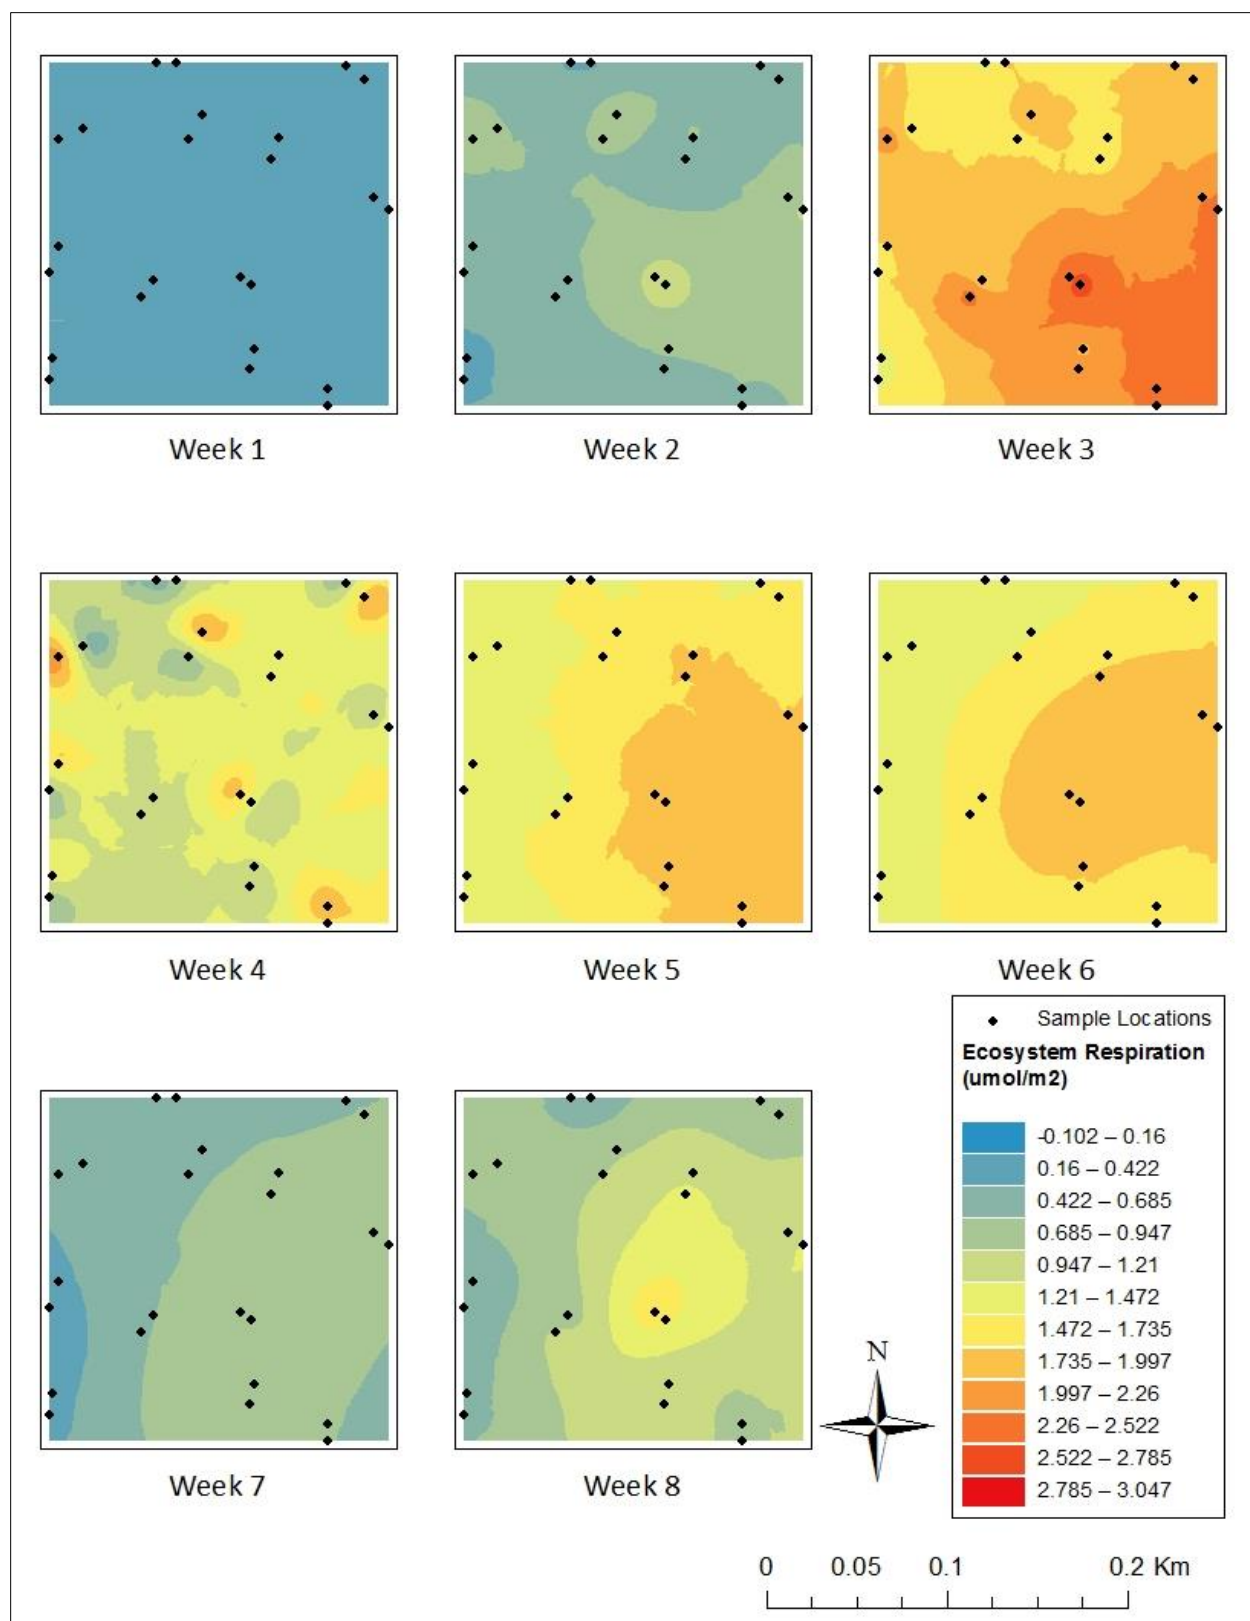 Week 1
Week 2
Week 3
Week 4
Week 5
Week 6
Sample Locations
Ecosystem Respiration
(umol/m2)
-0.102 – 0.16
0.16 – 0.422
0.422 – 0.685
0.685 – 0.947
0.947 – 1.21
1.21 – 1.472
1.472 – 1.735
1.735 – 1.997
1.997 – 2.26
2.26 – 2.522
2.522 – 2.785
2.785 – 3.047
Week 7
Week 8
N
0 0.05 0.1 0.2 Km